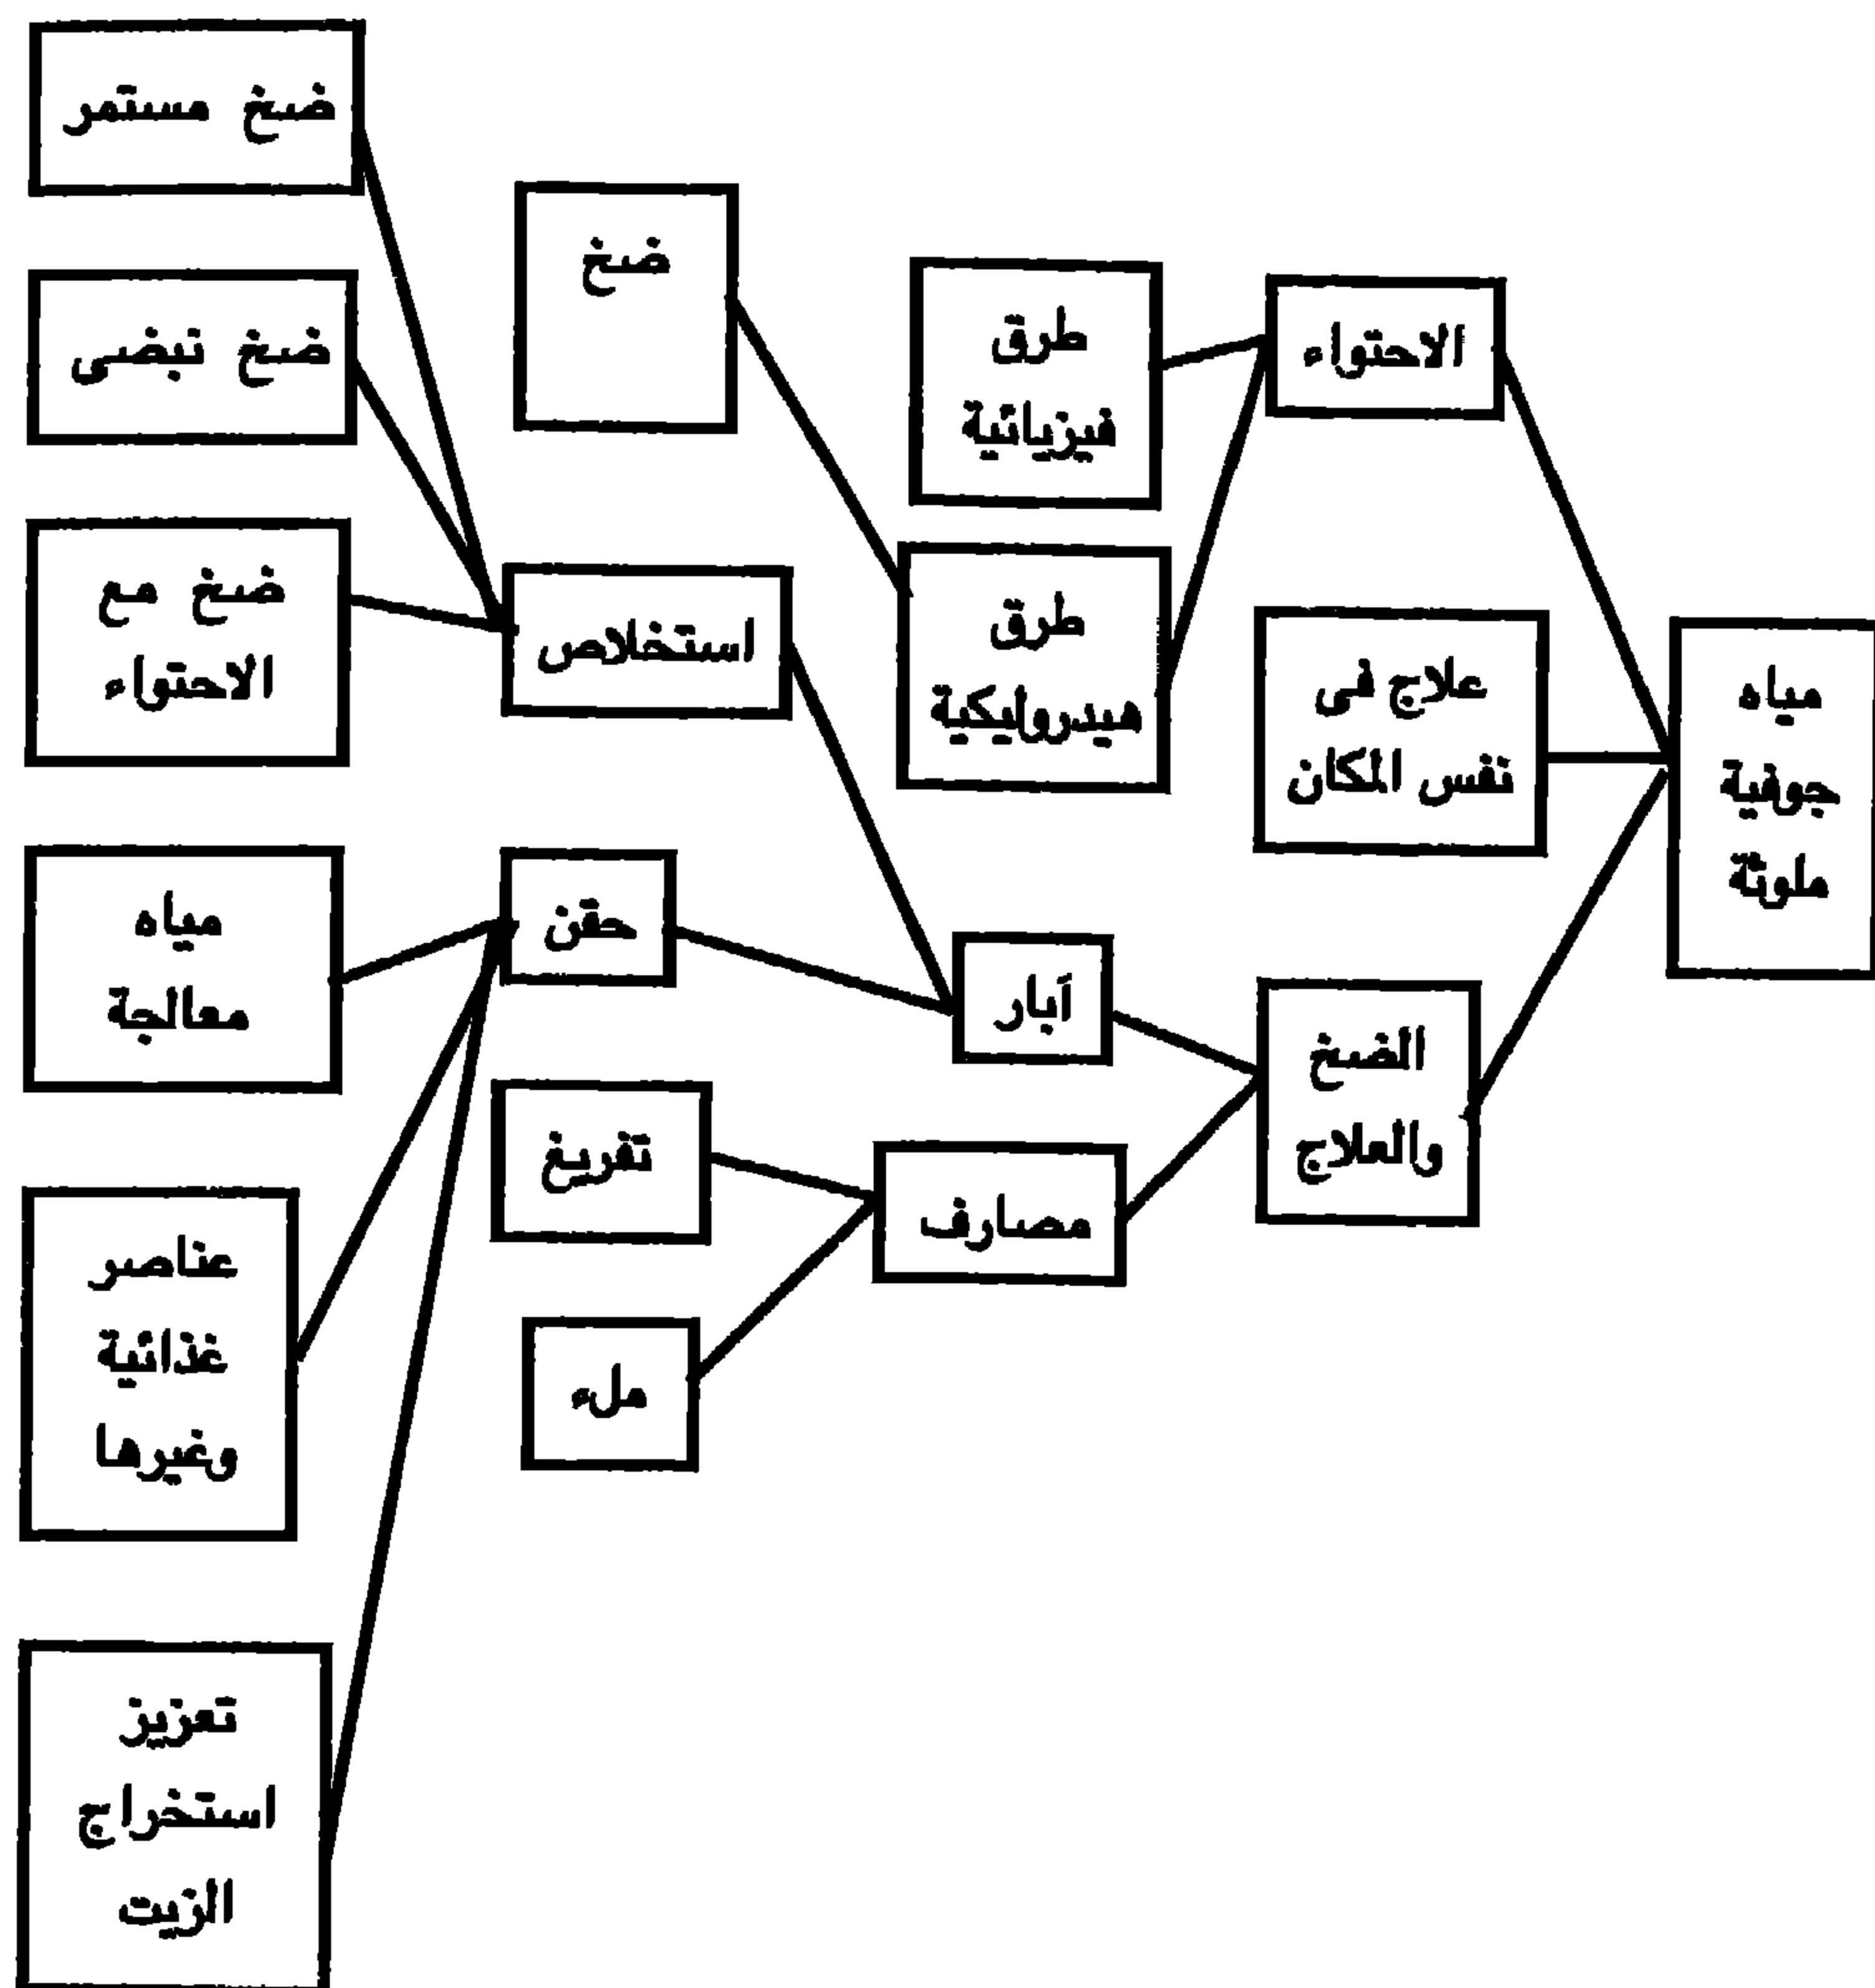 مياه
جوفية
ملوثة
الاحتواء
علاج فى
نفس المكان
الضخ
والعلاج
طرق
فيزيائية
طرق
هيدروليكية
آبار
مصارف
ضخ
استخلاص
حقن
تفريغ
ملء
ضخ مستمر
ضخ نبضى
ضخ مع
الاحتواء
مياه
معالجة
عناصر
غذائية
وغيرها
تعزيز
استخراج
الزيت